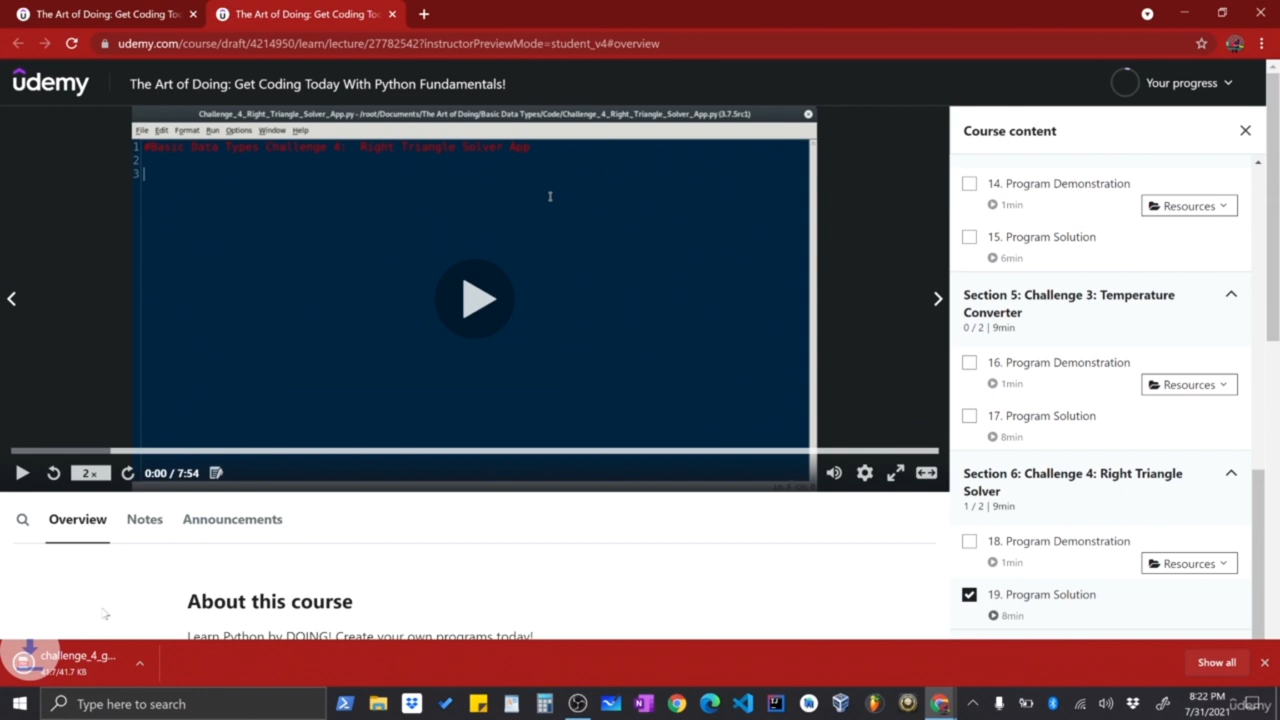 The Art of Doing: Get Coding To
The Art of Doing: Get Coding To
udemy.com/course/draft/4214950/learn/lecture/27782542?instructorPreviewMode=student_v4#overview
udemy
The Art of Doing: Get Coding Today With Python Fundamentals!
Your progress
Challenge_4_Right_Triangle_Solver_App.py - /root/Documents/The Art of Doing/Basic Data Types/Code/Challenge_4_Right_Triangle_Solver_App.py (3.7.5rc1)
File Edit Format Run Options Window Help
1 #Basic Data Types Challenge 4: Right Triangle Solver App
2
3
2x
0:00 / 7:54
Course content
14. Program Demonstration
1min
Resources
15. Program Solution
6min
Section 5: Challenge 3: Temperature
Converter
0 / 2 | 9min
16. Program Demonstration
1min
Resources
17. Program Solution
8min
Section 6: Challenge 4: Right Triangle
Solver
1 / 2 | 9min
18. Program Demonstration
1min
Resources
19. Program Solution
8min
Overview
Notes
Announcements
About this course
Learn Python by DOING! Create your own programs today!
challenge_4_g...
41.7/41.7 KB
Show all
Type here to search
8:22 PM
7/31/2021
udemy